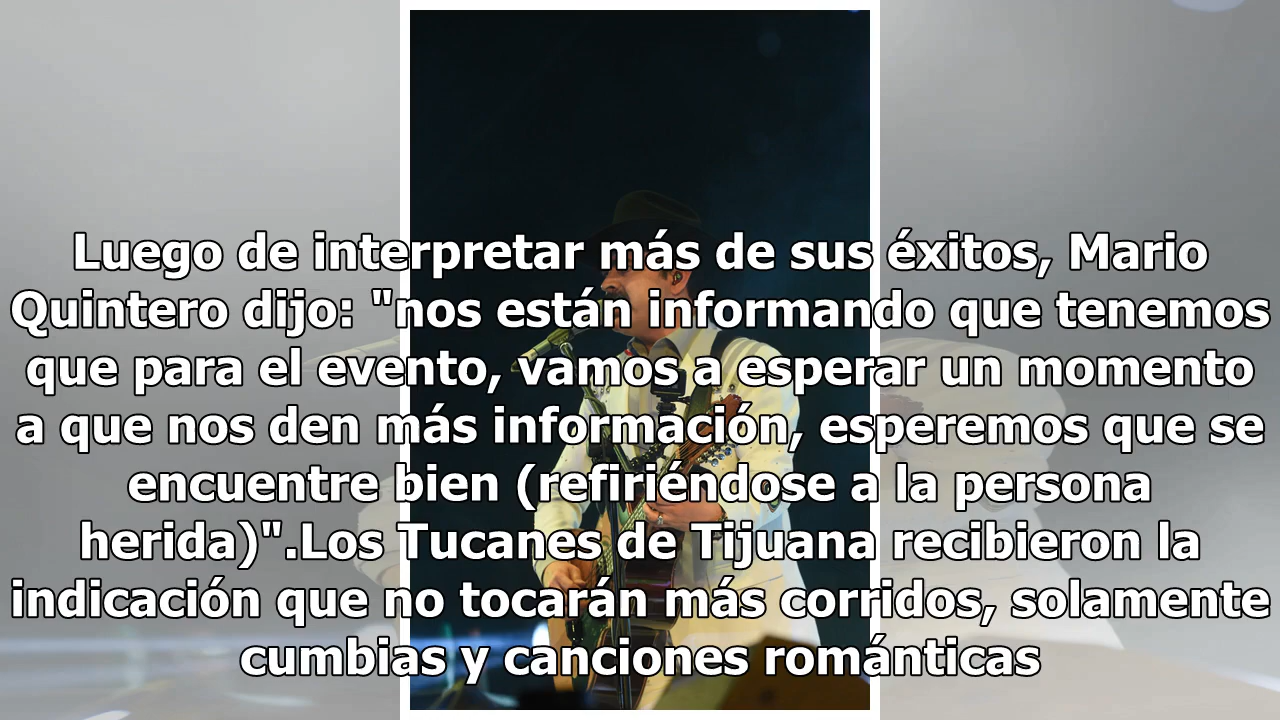 Luego de interpretar más de sus éxitos, Mario
Quintero dijo: "nos están informando que tenemos
que para el evento, vamos a esperar un momento
a que nos den más información, esperemos que se
encuentre bien (refiriéndose a la persona
herida)".Los Tucanes de Tijuana recibieron la
indicación que no tocarán más corridos, solamente
cumbias y canciones románticas